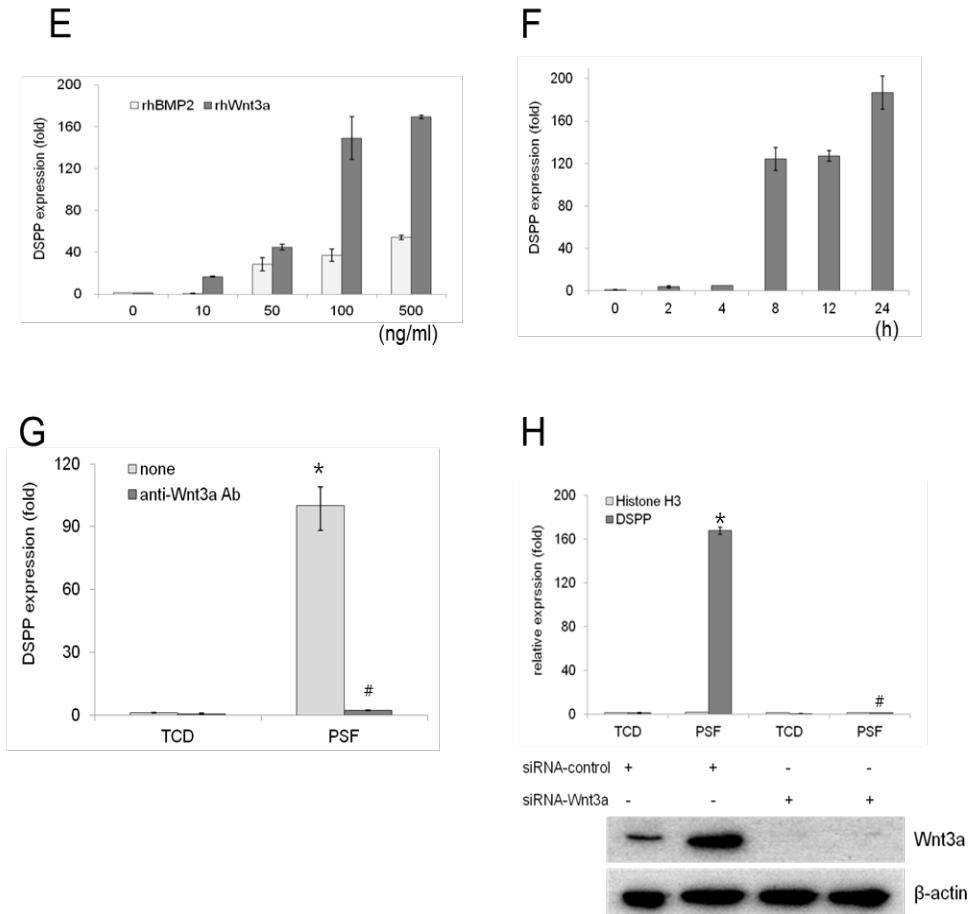 E
200
160
120
80
40
0
DSPP expression (fold)
rhBMP2 rhWnt3a
0 10 50 100 500
(ng/ml)
F
200
160
120
80
40
0
DSPP expression (fold)
0 2 4 8 12 24
(h)
G
120
90
60
30
0
DSPP expression (fold)
none
anti-Wnt3a Ab
*
#
TCD PSF
H
200
160
120
80
40
0
relative exprssion (fold)
Histone H3
DSPP
*
#
TCD PSF TCD PSF
siRNA-control + + - -
siRNA-Wnt3a - - + +
Wnt3a
β-actin